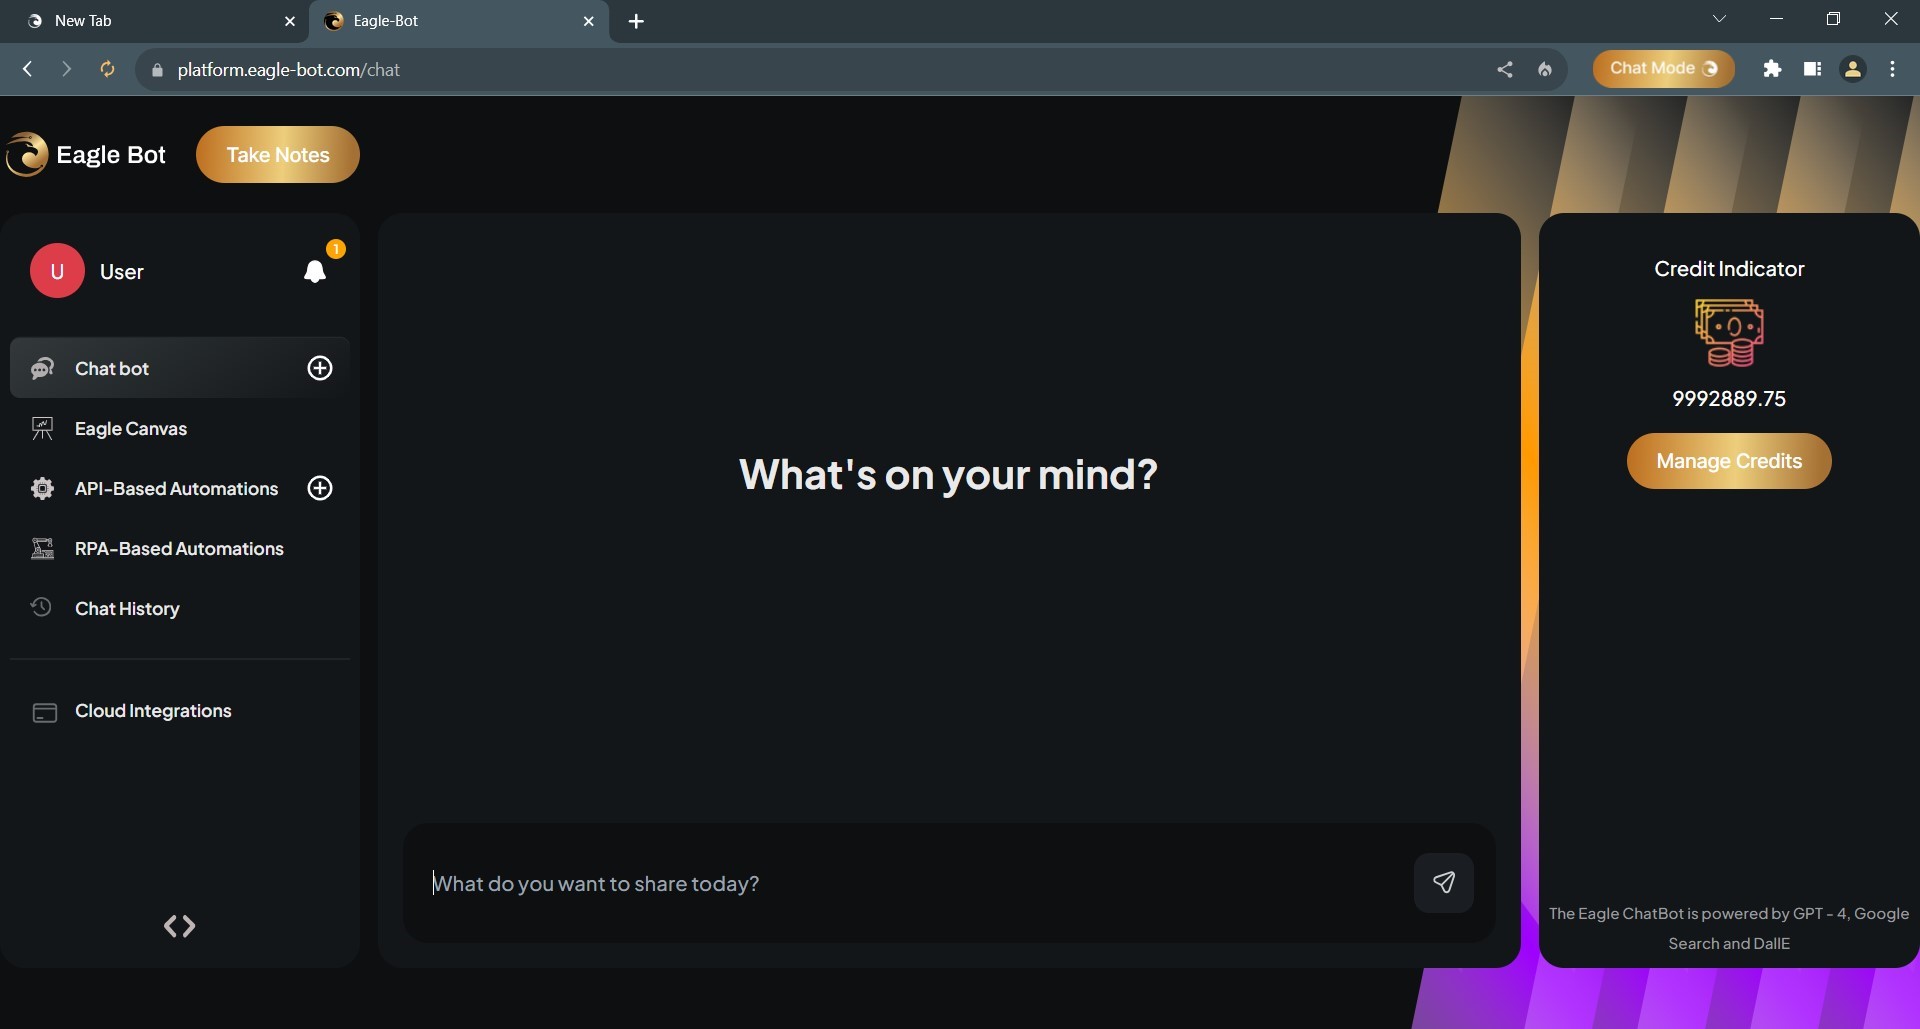 New Tab
Eagle-Bot
platform.eagle-bot.com/chat
Chat Mode
Eagle Bot
Take Notes
U
User
1
Chat bot
Eagle Canvas
API-Based Automations
RPA-Based Automations
Chat History
Cloud Integrations
What's on your mind?
What do you want to share today?
Credit Indicator
9992889.75
Manage Credits
The Eagle ChatBot is powered by GPT - 4, Google
Search and DallE